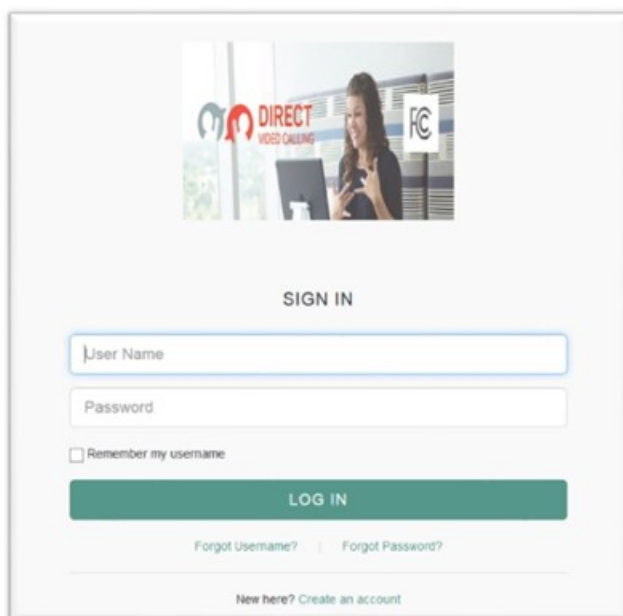 DIRECT
VIDEO CALLING
FCC
SIGN IN
User Name
Password
Remember my username
LOG IN
Forgot Username? | Forgot Password?
New here? Create an account